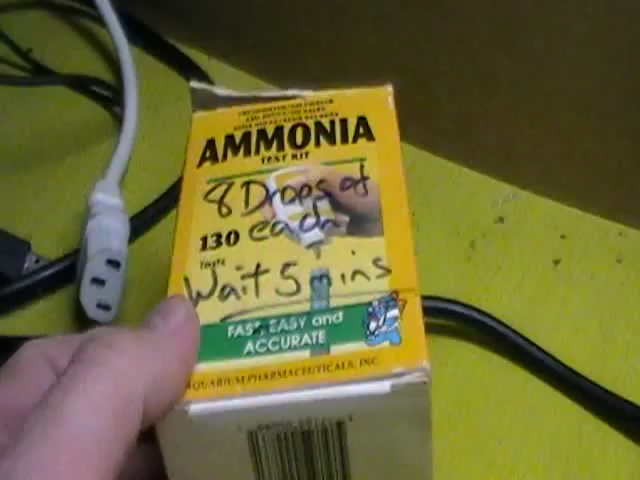 AMMONIA
TEST KIT
8 Drops of
130 each
Tests
Wait 5 mins
FAST, EASY and
ACCURATE
AQUARIUM PHARMACEUTICALS, INC.